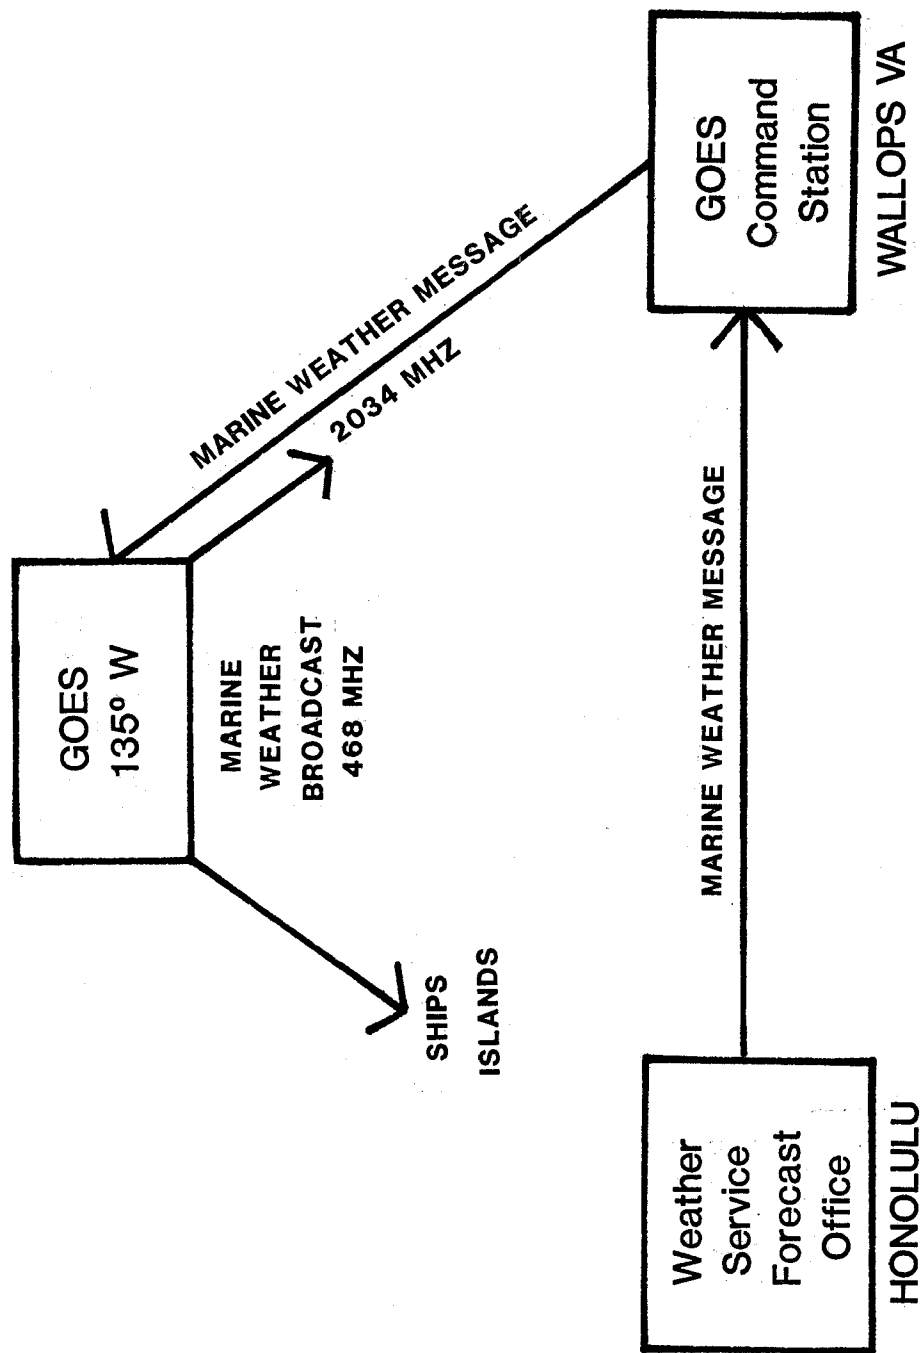 GOES
135º W
MARINE WEATHER MESSAGE
2034 MHZ
MARINE
WEATHER
BROADCAST
468 MHZ
SHIPS
ISLANDS
MARINE WEATHER MESSAGE
Weather
Service
Forecast
Office
HONOLULU
GOES
Command
Station
WALLOPS VA